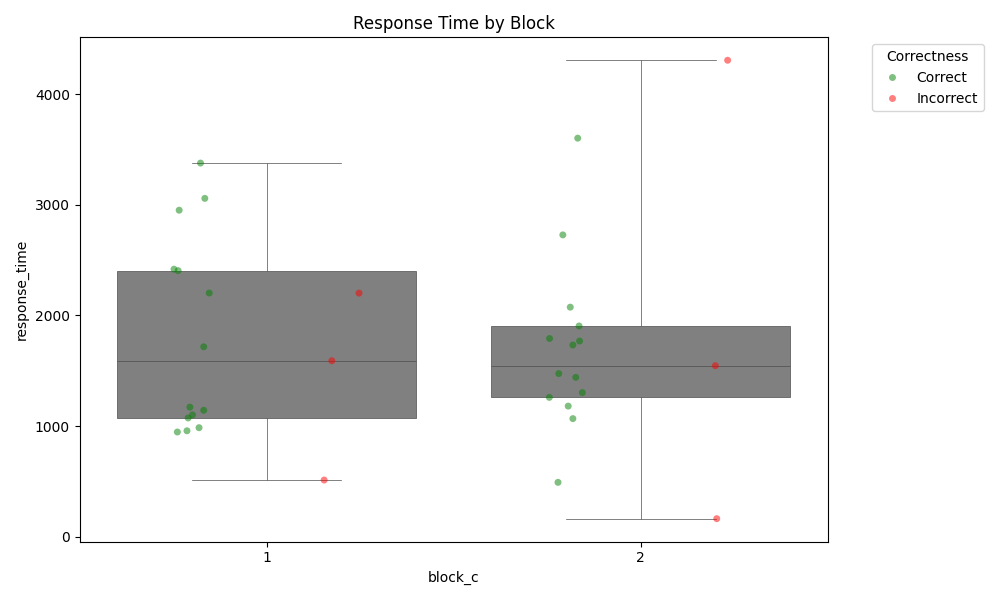 Response Time by Block
Correctness
Correct
Incorrect
response_time
4000
3000
2000
1000
0
1
2
block_c